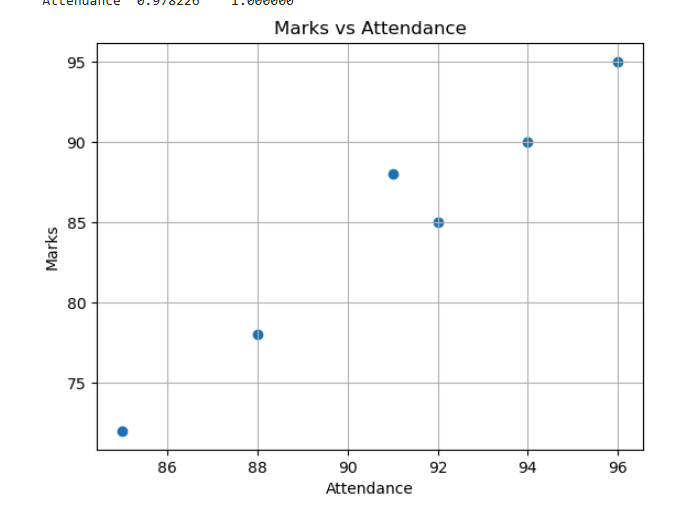 Attendance 0.978226 1.000000
Marks vs Attendance
95
90
85
80
75
Marks
86 88 90 92 94 96
Attendance